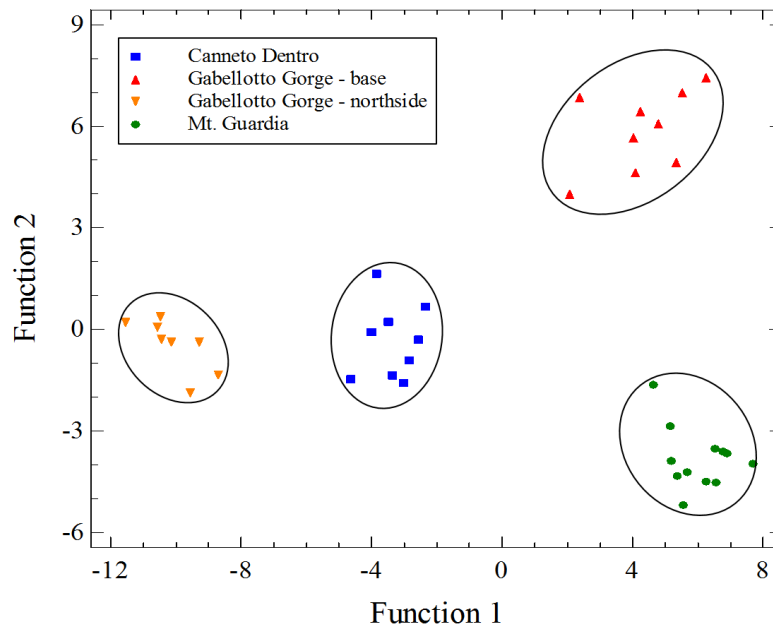 9
6
3
0
-3
-6
Function 2
Canneto Dentro
Gabellotto Gorge - base
Gabellotto Gorge - northside
Mt. Guardia
-12 -8 -4 0 4 8
Function 1